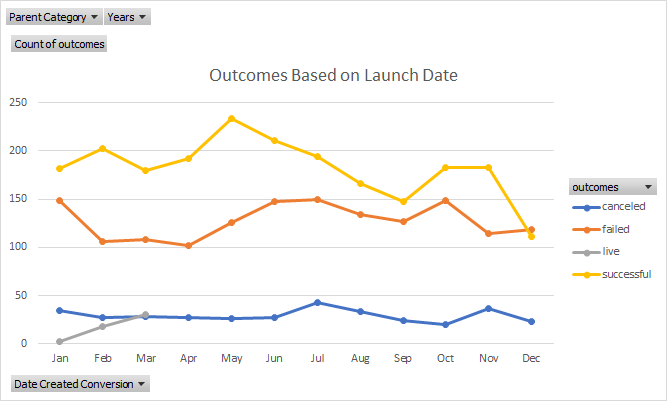 Parent Category Years
Count of outcomes
Outcomes Based on Launch Date
250
200
150
100
50
0
Jan Feb Mar Apr May Jun Jul Aug Sep Oct Nov Dec
outcomes
canceled
failed
live
successful
Date Created Conversion